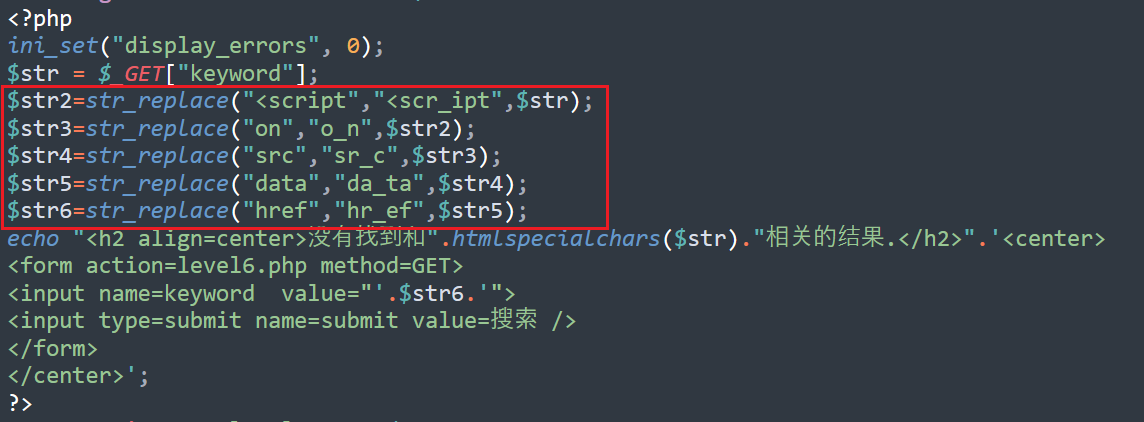 <?php
ini_set("display_errors", 0);
$str = $_GET["keyword"];
$str2=str_replace("<script","<scr_ipt",$str);
$str3=str_replace("on","o_n",$str2);
$str4=str_replace("src","sr_c",$str3);
$str5=str_replace("data","da_ta",$str4);
$str6=str_replace("href","hr_ef",$str5);
echo "<h2 align=center>没有找到和".htmlspecialchars($str)."相关的结果.</h2>".'<center>
<form action=level6.php method=GET>
<input name=keyword  value="'.$str6.'">
<input type=submit name=submit value=搜索 />
</form>
</center>';
?>